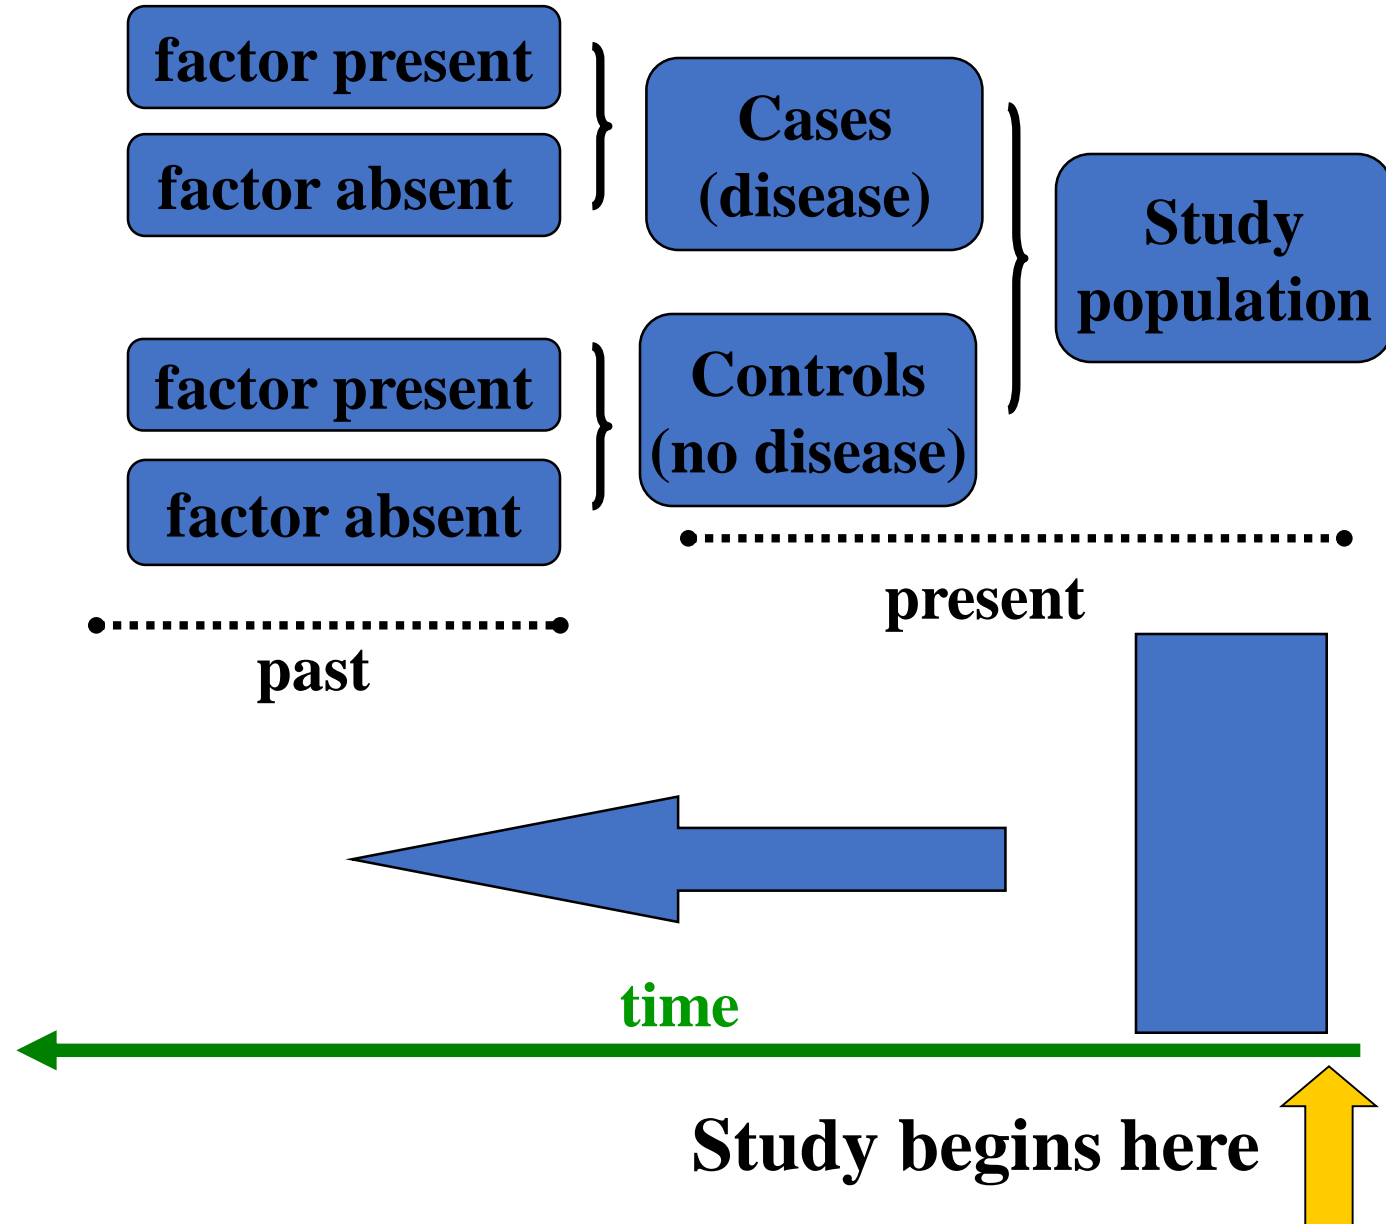 factor present
factor absent
Cases
(disease)
Study
population
factor present
factor absent
Controls
(no disease)
present
past
time
Study begins here